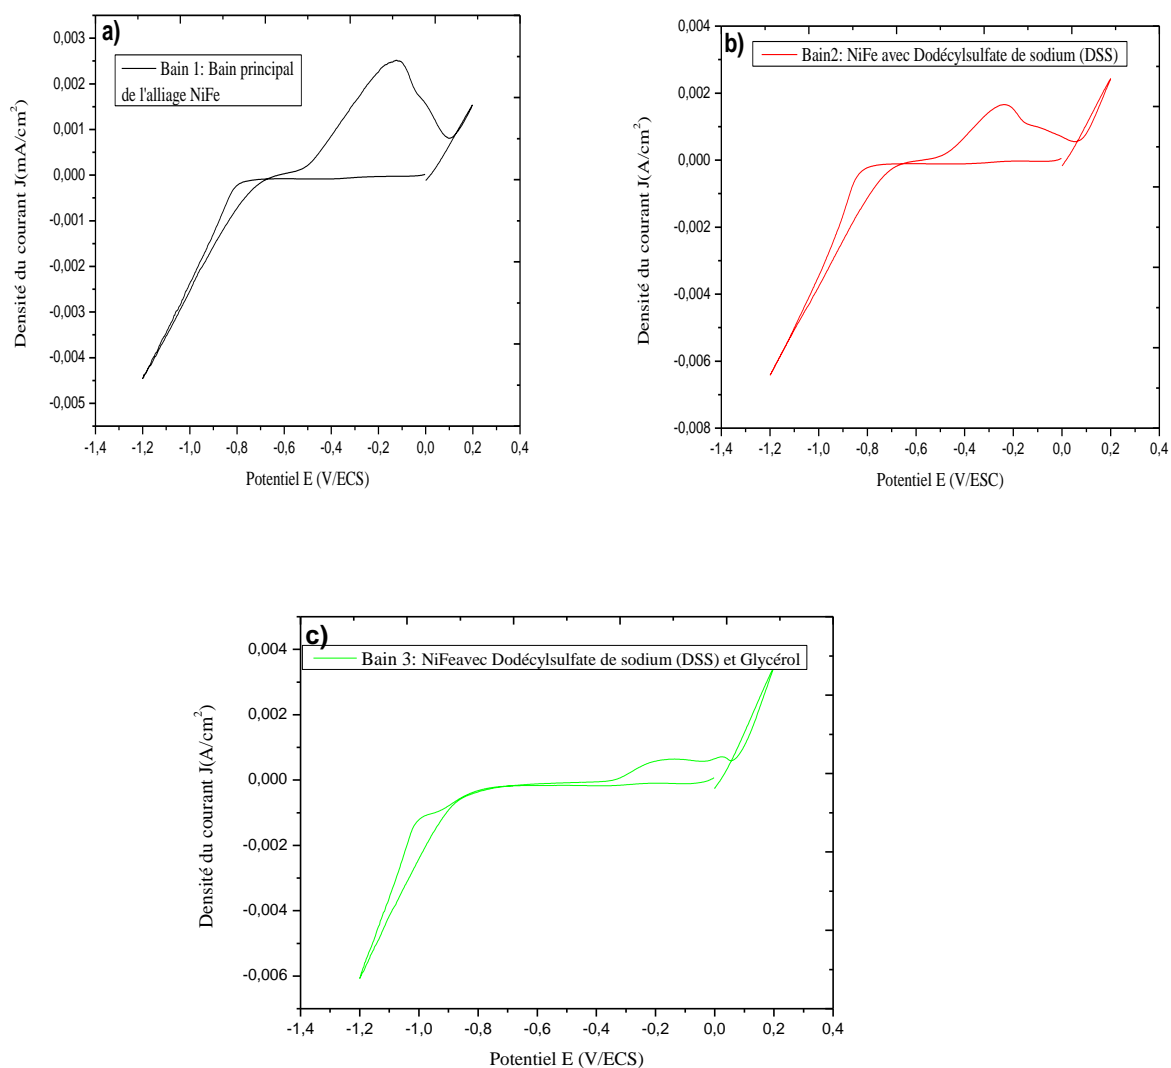 a)
Bain 1: Bain principal
de l'alliage NiFe
0,003
0,002
0,001
0,000
-0,001
-0,002
-0,003
-0,004
-0,005
Densité du courant J(mA/cm²)
-1,4 -1,2 -1,0 -0,8 -0,6 -0,4 -0,2 0,0 0,2 0,4
Potentiel E (V/ECS)
b)
Bain2: NiFe avec Dodécylsulfate de sodium (DSS)
0,004
0,002
0,000
-0,002
-0,004
-0,006
-0,008
Densité du courant J(A/cm²)
-1,4 -1,2 -1,0 -0,8 -0,6 -0,4 -0,2 0,0 0,2 0,4
Potentiel E (V/ESC)
c)
Bain 3: NiFeavec Dodécylsulfate de sodium (DSS) et Glycérol
0,004
0,002
0,000
-0,002
-0,004
-0,006
Densité du courant J(A/cm²)
-1,4 -1,2 -1,0 -0,8 -0,6 -0,4 -0,2 0,0 0,2 0,4
Potentiel E (V/ECS)